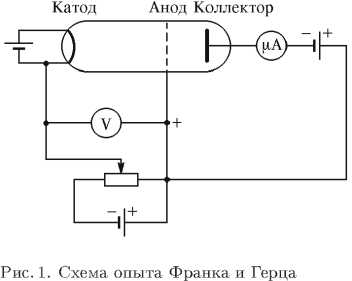 Катод Анод Коллектор
μA − +
V +
− +
Рис. 1. Схема опыта Франка и Герца